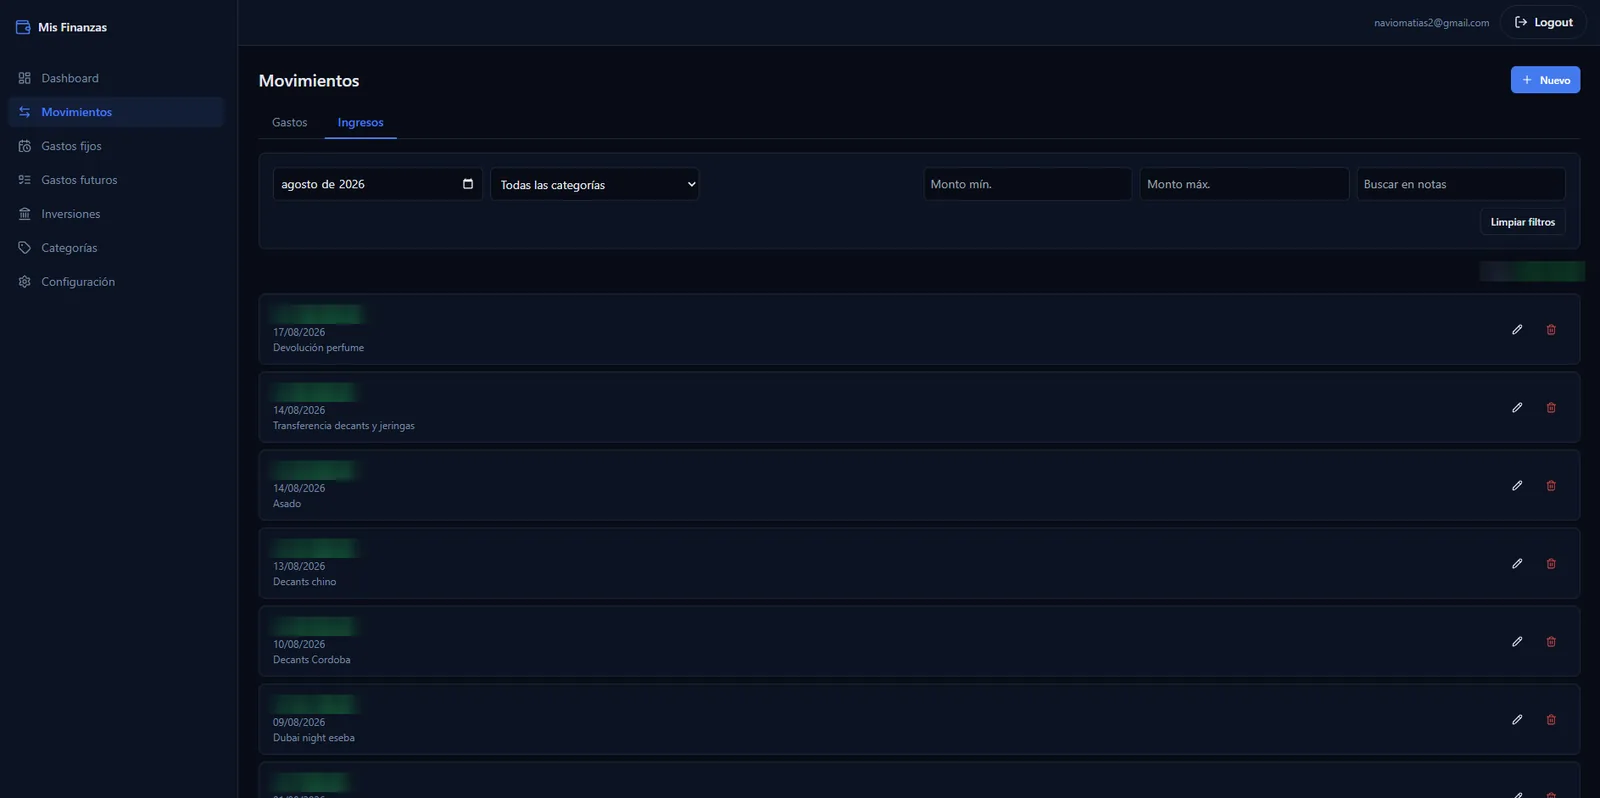 Mis Finanzas
naviomatias2@gmail.com
Logout
Dashboard
Movimientos
Gastos fijos
Gastos futuros
Inversiones
Categorías
Configuración
Movimientos
Nuevo
Gastos
Ingresos
agosto de 2026
Todas las categorías
Monto mín.
Monto máx.
Buscar en notas
Limpiar filtros
17/08/2026
Devolución perfume
14/08/2026
Transferencia decants y jeringas
14/08/2026
Asado
13/08/2026
Decants chino
10/08/2026
Decants Cordoba
09/08/2026
Dubai night eseba